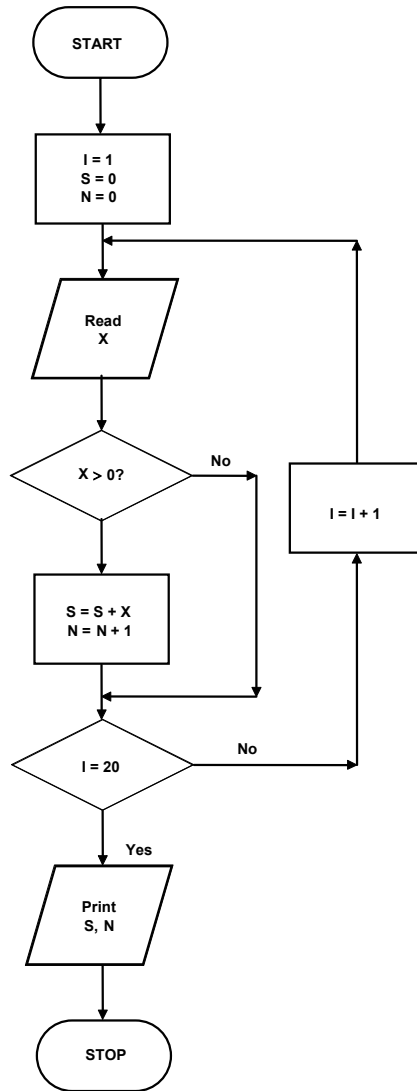 START
I = 1
S = 0
N = 0
Read
X
X > 0?
No
S = S + X
N = N + 1
I = I + 1
I = 20
No
Yes
Print
S, N
STOP